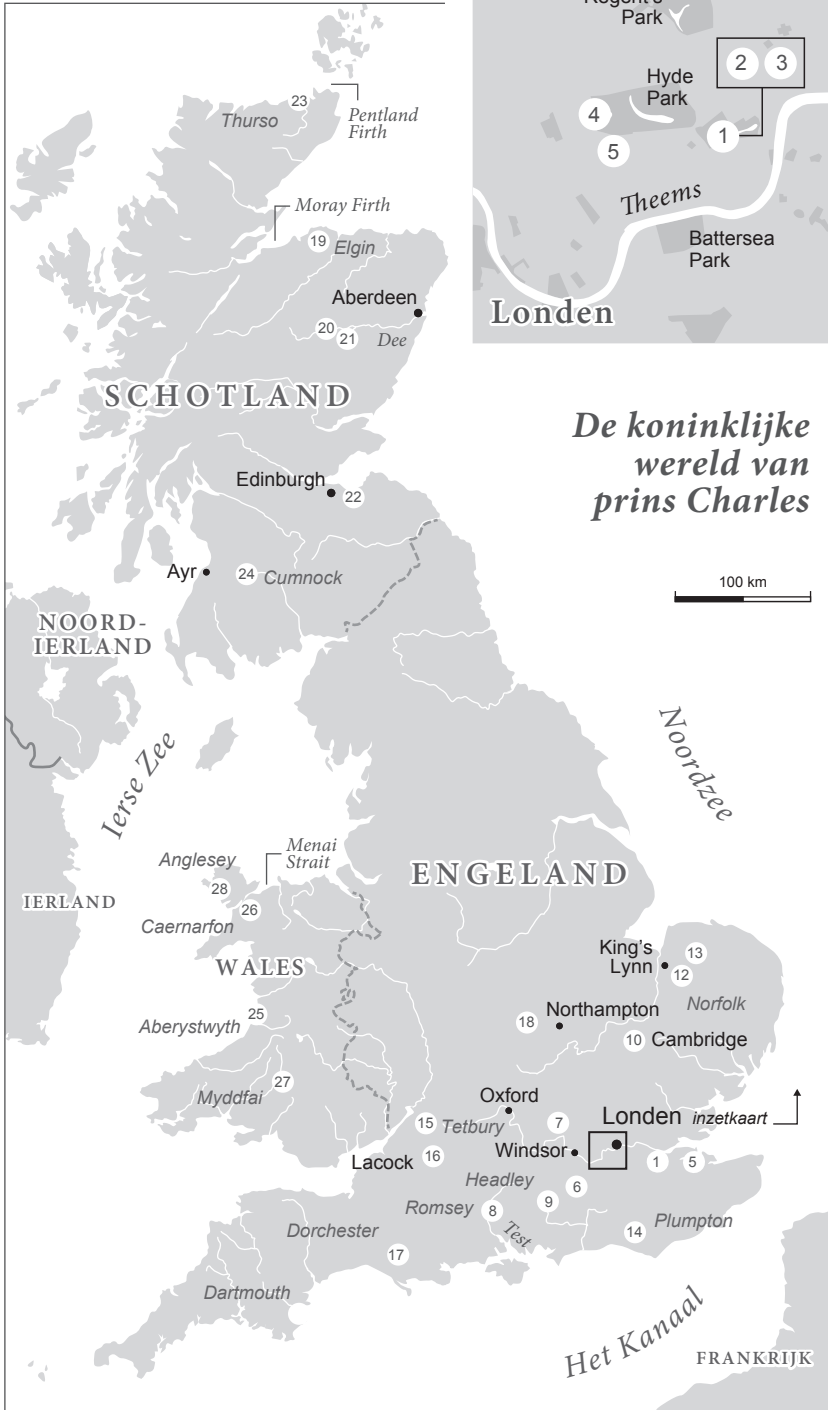 Regent's
Park
2
3
Hyde
Park
4
1
5
Theems
Battersea
Park
Londen
23
Thurso
Pentland
Firth
Moray Firth
19
Elgin
Aberdeen
20
21
Dee
SCHOTLAND
De koninklijke
wereld van
prins Charles
Edinburgh
22
100 km
Ayr
24
Cumnock
NOORD-
IERLAND
Noordzee
Ierse Zee
Menai
Strait
Anglesey
28
ENGELAND
IERLAND
26
Caernarfon
King's
Lynn
13
12
WALES
Norfolk
25
Aberystwyth
18
Northampton
10
Cambridge
27
Myddfai
Oxford
15
Tetbury
7
Londen
inzetkaart
Windsor
Lacock
16
1
5
Headley
6
Romsey
8
9
Test
Plumpton
14
Dorchester
17
Dartmouth
Het Kanaal
FRANKRIJK